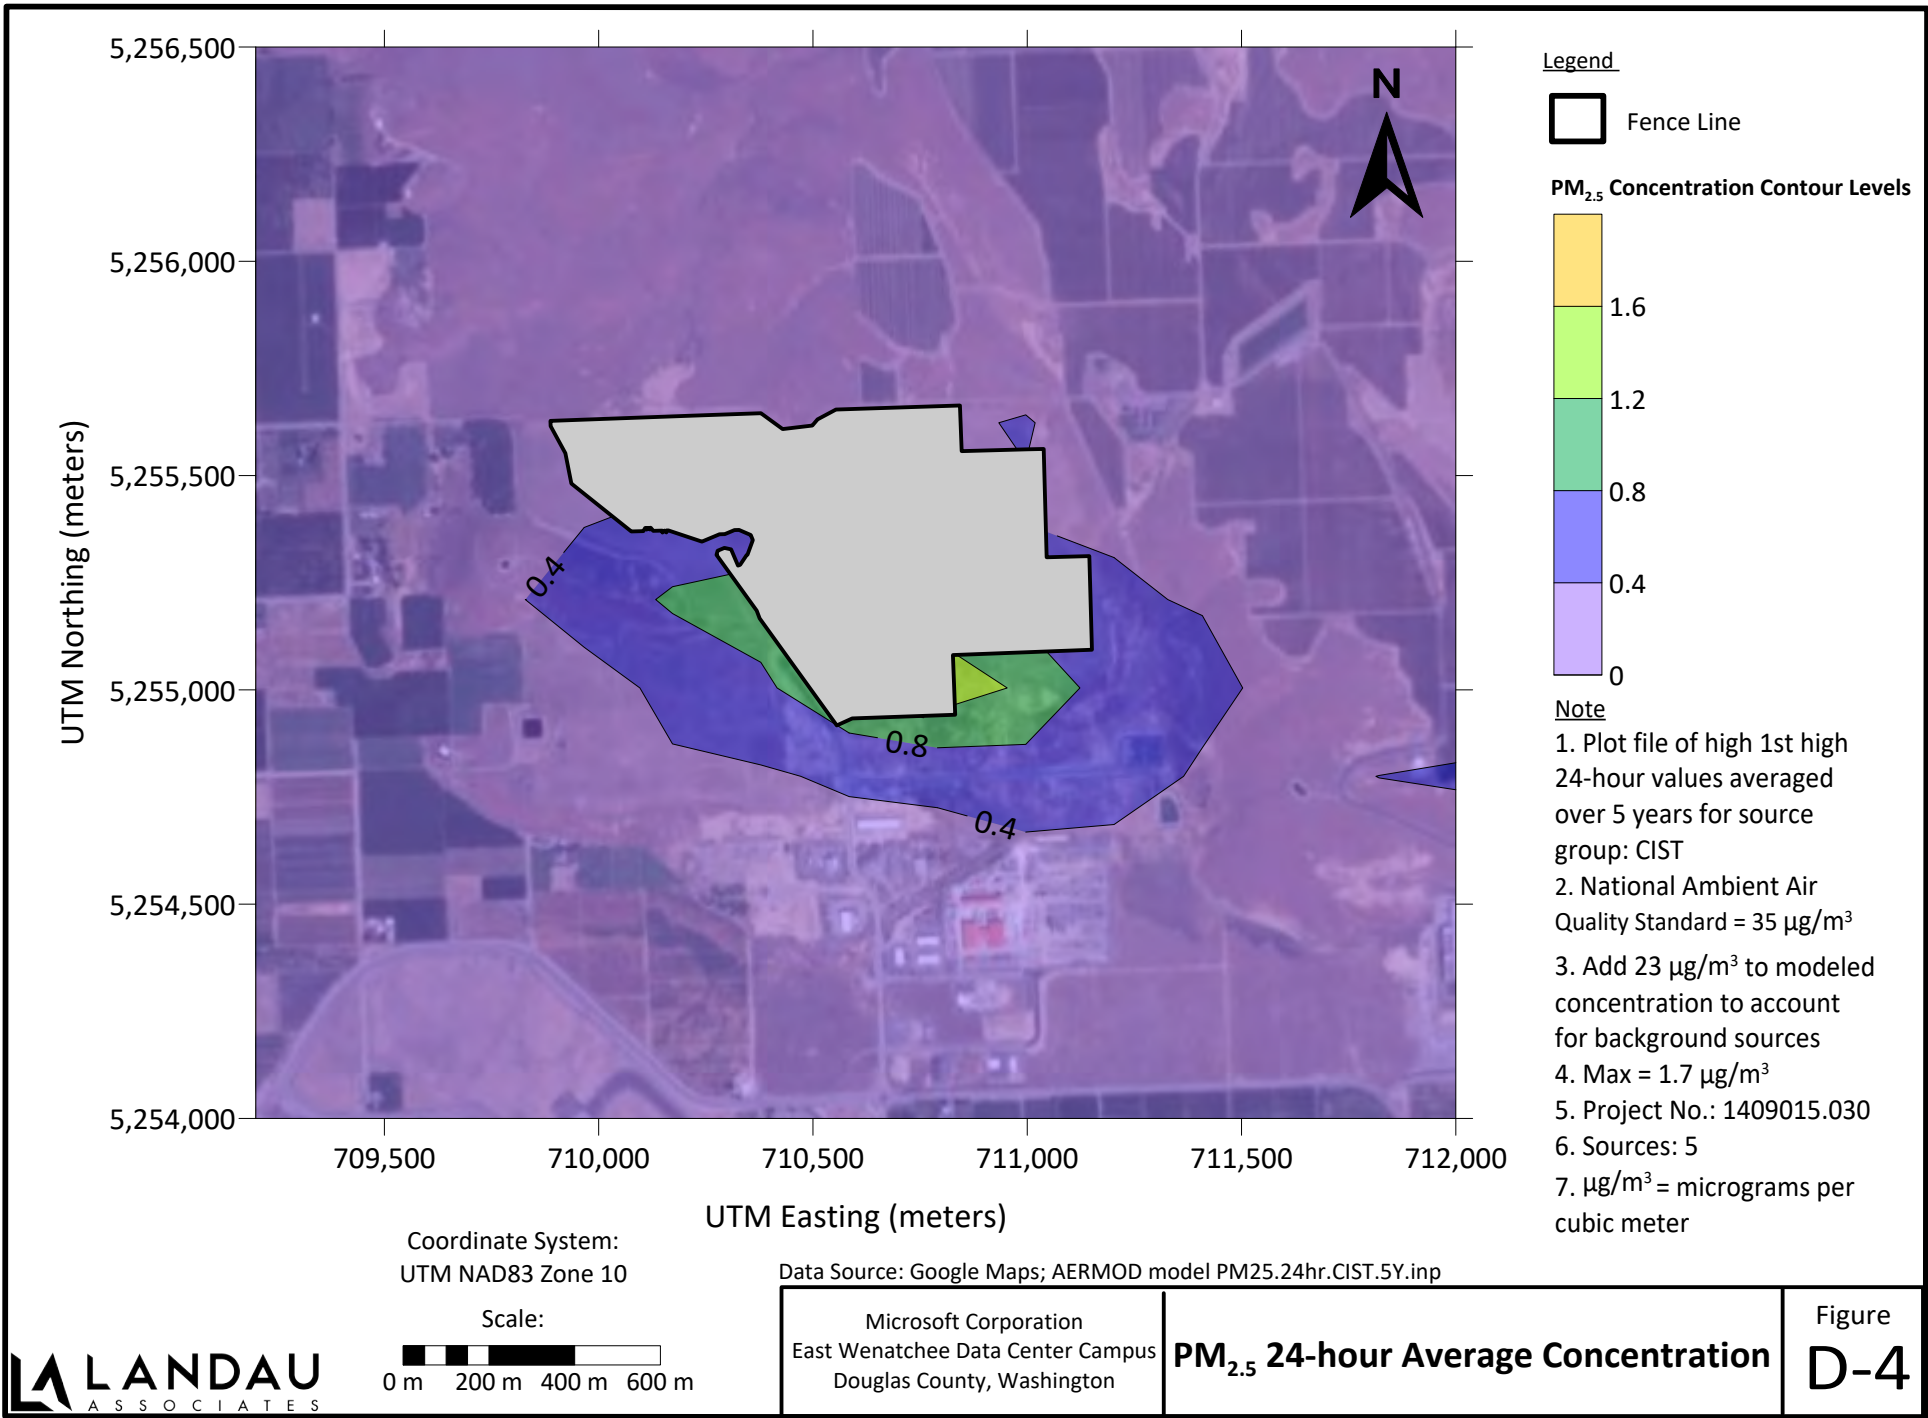 5,256,500
5,256,000
5,255,500
5,255,000
5,254,500
5,254,000
UTM Northing (meters)
N
0.4
0.8
0.4
709,500
710,000
710,500
711,000
711,500
712,000
UTM Easting (meters)
Legend
Fence Line
PM2.5 Concentration Contour Levels
1.6
1.2
0.8
0.4
0
Note
1. Plot file of high 1st high
24-hour values averaged
over 5 years for source
group: CIST
2. National Ambient Air
Quality Standard = 35 µg/m³
3. Add 23 µg/m³ to modeled
concentration to account
for background sources
4. Max = 1.7 µg/m³
5. Project No.: 1409015.030
6. Sources: 5
7. µg/m³ = micrograms per
cubic meter
Coordinate System:
UTM NAD83 Zone 10
Scale:
0 m 200 m 400 m 600 m
Data Source: Google Maps; AERMOD model PM25.24hr.CIST.5Y.inp
LANDAU
ASSOCIATES
Microsoft Corporation
East Wenatchee Data Center Campus
Douglas County, Washington
PM2.5 24-hour Average Concentration
Figure
D-4